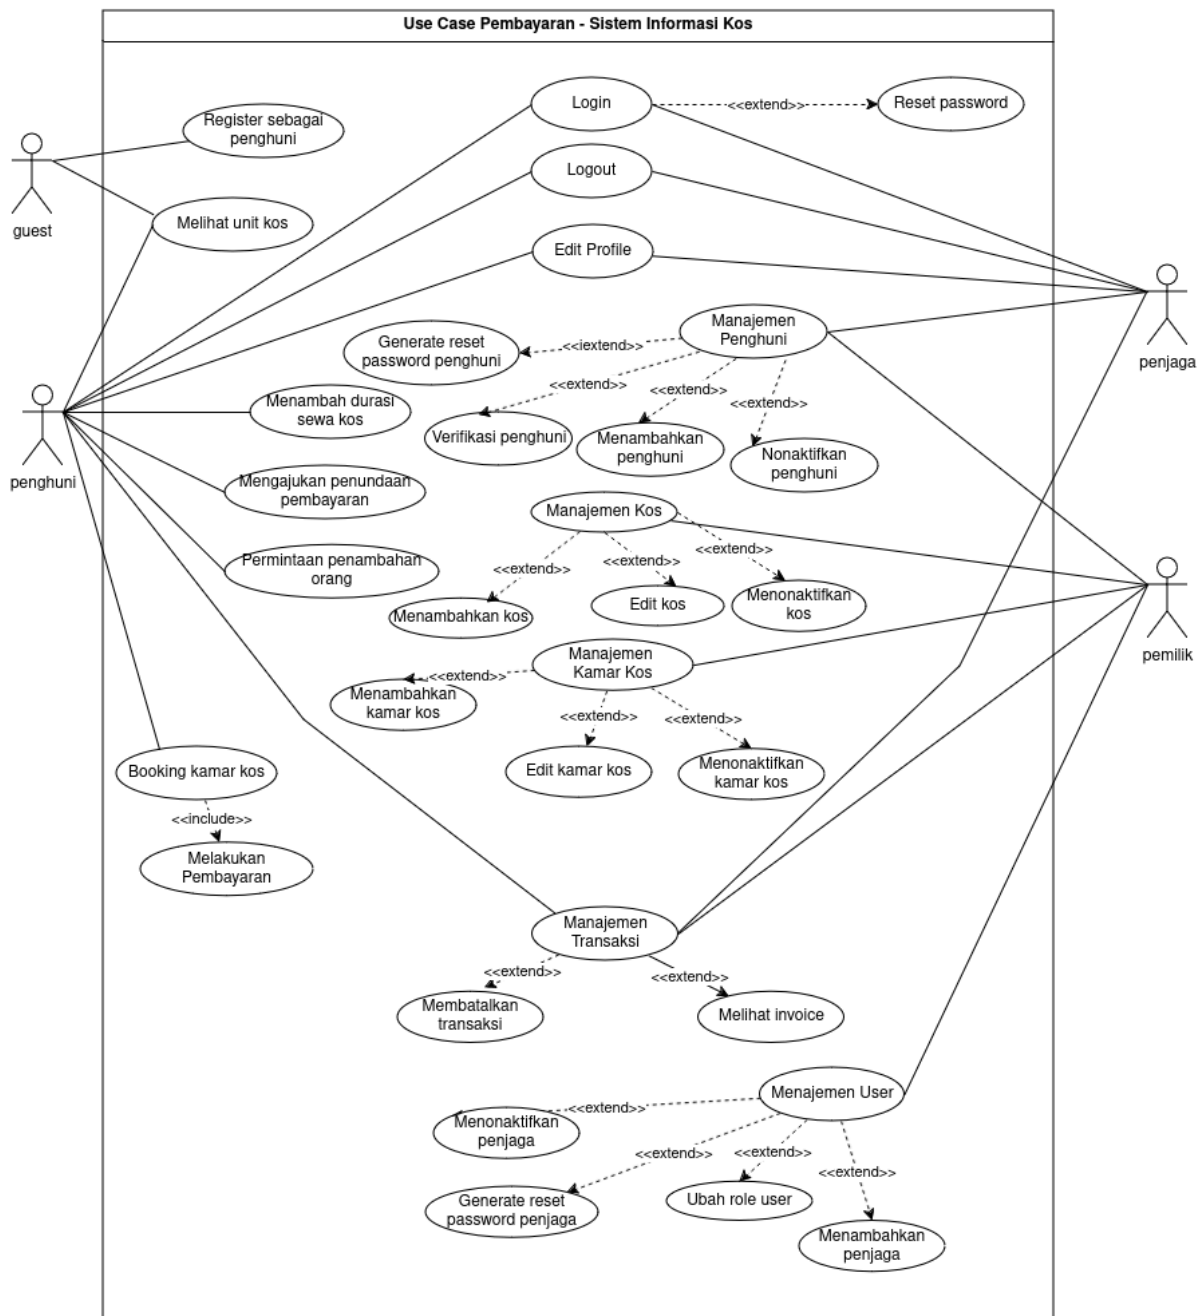 Use Case Pembayaran - Sistem Informasi Kos
Login
<<extend>>
Reset password
Register sebagai
penghuni
guest
Logout
Melihat unit kos
Edit Profile
penjaga
Manajemen
Penghuni
<<iextend>>
Generate reset
password penghuni
<<extend>>
<<extend>>
<<extend>>
Verifikasi penghuni
Menambahkan
penghuni
Nonaktifkan
penghuni
penghuni
Menambah durasi
sewa kos
Mengajukan penundaan
pembayaran
Permintaan penambahan
orang
Manajemen Kos
<<extend>>
<<extend>>
<<extend>>
Menambahkan kos
Edit kos
Menonaktifkan
kos
pemilik
Manajemen
Kamar Kos
<<extend>>
Menambahkan
kamar kos
<<extend>>
<<extend>>
Edit kamar kos
Menonaktifkan
kamar kos
Booking kamar kos
<<include>>
Melakukan
Pembayaran
Manajemen
Transaksi
<<extend>>
<<extend>>
Membatalkan
transaksi
Melihat invoice
Menajemen User
<<extend>>
Menonaktifkan
penjaga
<<extend>>
<<extend>>
<<extend>>
Generate reset
password penjaga
Ubah role user
Menambahkan
penjaga